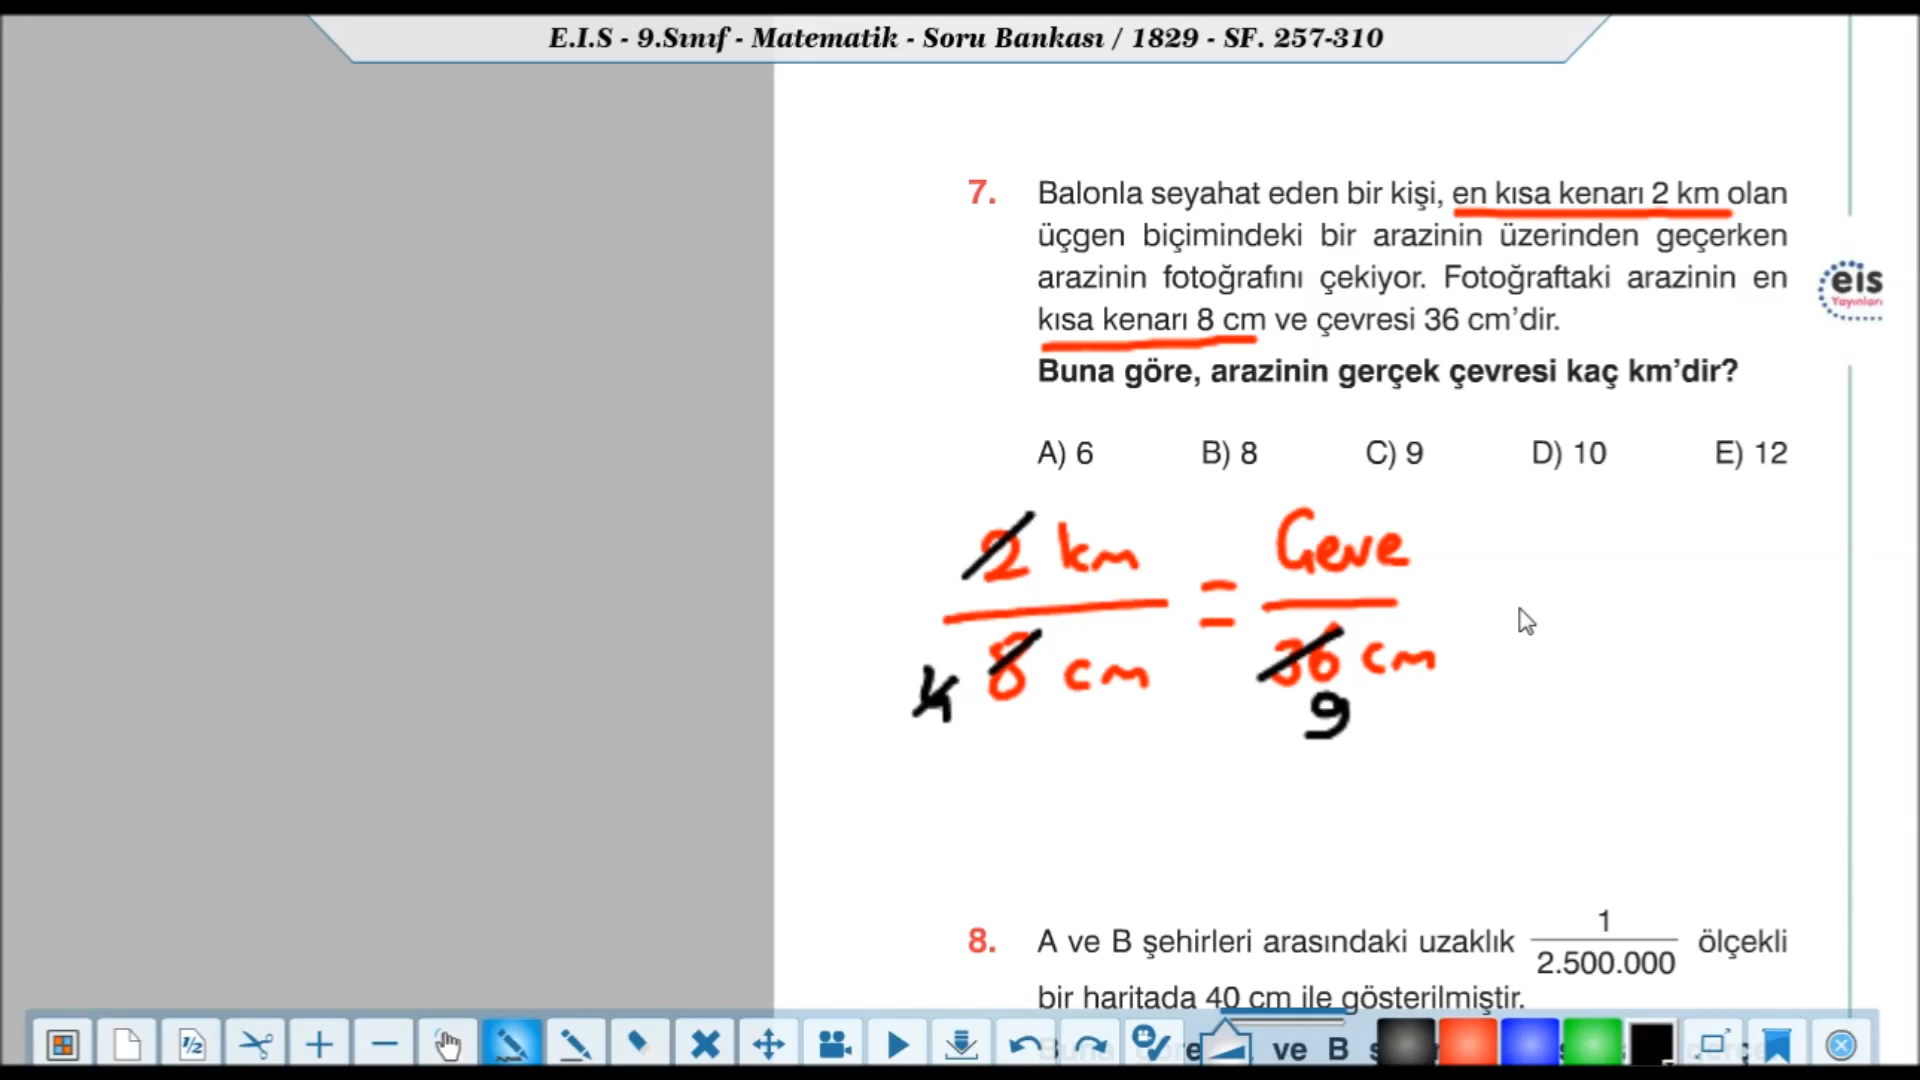 E.I.S - 9.Sınıf - Matematik - Soru Bankası / 1829 - SF. 257-310
7. Balonla seyahat eden bir kişi, en kısa kenarı 2 km olan
üçgen biçimindeki bir arazinin üzerinden geçerken
arazinin fotoğrafını çekiyor. Fotoğraftaki arazinin en
kısa kenarı 8 cm ve çevresi 36 cm'dir.
eis
Yayınları
Buna göre, arazinin gerçek çevresi kaç km'dir?
A) 6 B) 8 C) 9 D) 10 E) 12
2 km = Çevre
4 8 cm 36 cm
9
8. A ve B şehirleri arasındaki uzaklık 1/2.500.000 ölçekli
bir haritada 40 cm ile gösterilmiştir.
ve B
1/2